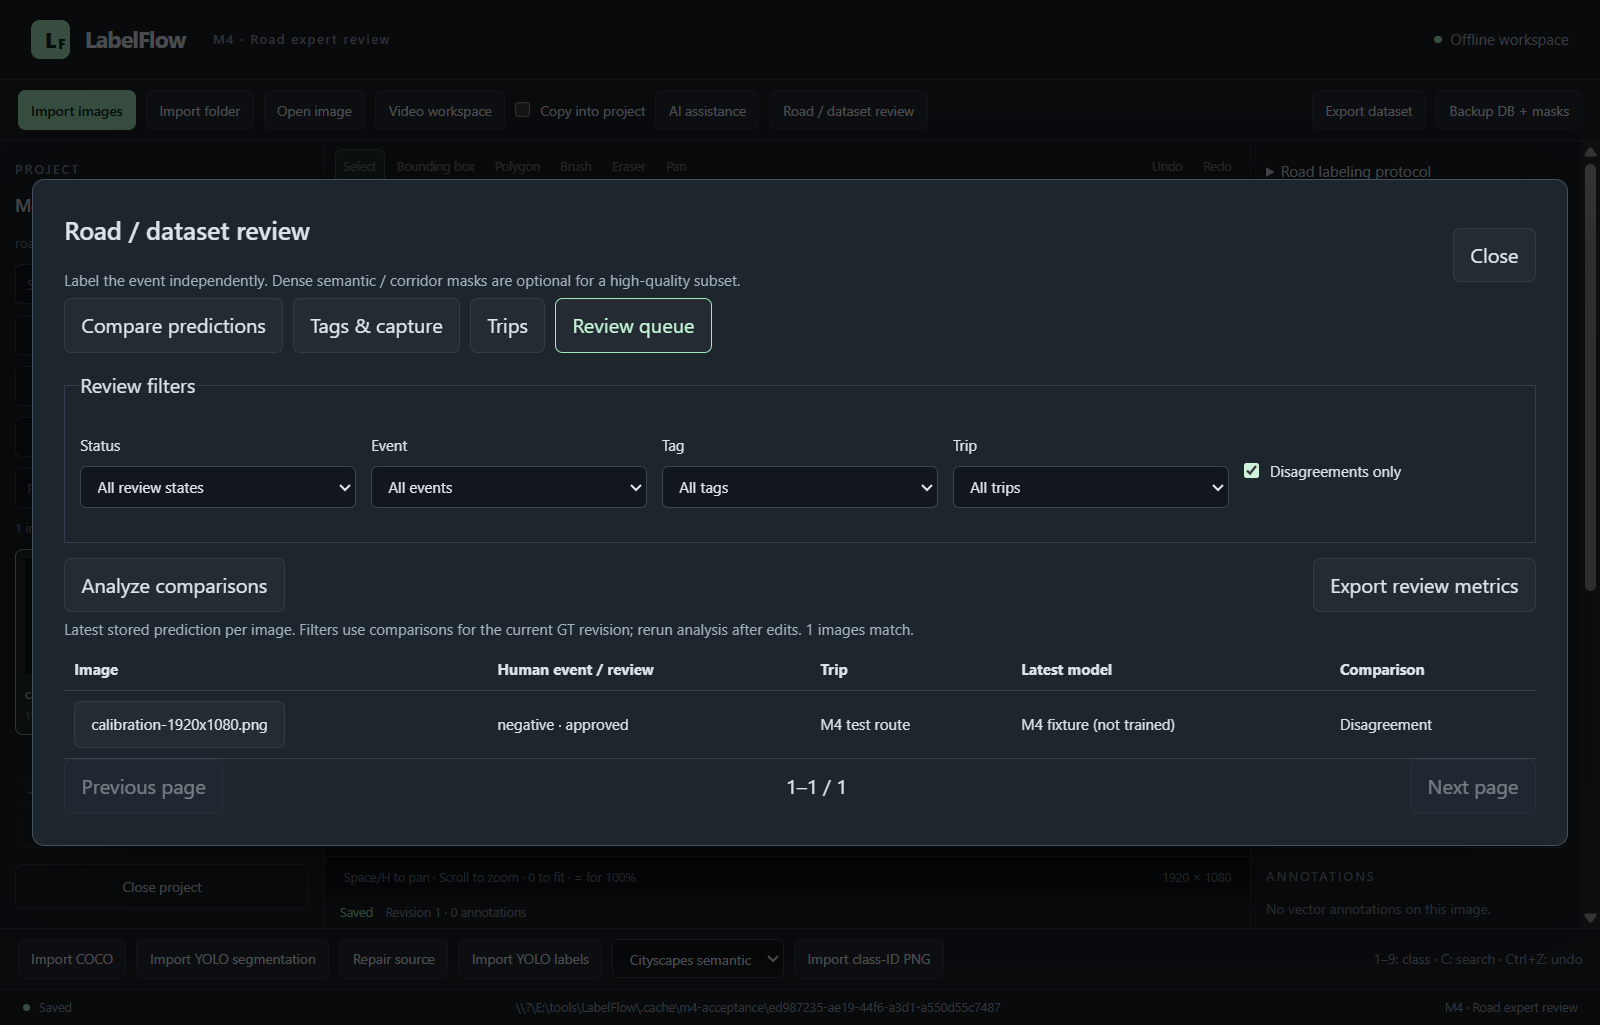 LF LabelFlow M4 · Road expert review Offline workspace
Import images Import folder Open image Video workspace Copy into project AI assistance Road / dataset review Export dataset Backup DB + masks
PROJECT Select Bounding box Polygon Brush Eraser Pan Undo Redo ▶ Road labeling protocol
Road / dataset review
Close
Label the event independently. Dense semantic / corridor masks are optional for a high-quality subset.
Compare predictions Tags & capture Trips Review queue
Review filters
Status Event Tag Trip
All review states All events All tags All trips Disagreements only
Analyze comparisons Export review metrics
Latest stored prediction per image. Filters use comparisons for the current GT revision; rerun analysis after edits. 1 images match.
Image Human event / review Trip Latest model Comparison
calibration-1920x1080.png negative · approved M4 test route M4 fixture (not trained) Disagreement
Previous page 1–1 / 1 Next page
Close project
Space/H to pan · Scroll to zoom · 0 to fit · = for 100% 1920 × 1080
ANNOTATIONS
Saved Revision 1 · 0 annotations
No vector annotations on this image.
Import COCO Import YOLO segmentation Repair source Import YOLO labels Cityscapes semantic Import class-ID PNG 1–9: class · C: search · Ctrl+Z: undo
Saved \\?\E:\tools\LabelFlow\.cache\m4-acceptance\ed987235-ae19-44f6-a3d1-a550d55c7487 M4 · Road expert review